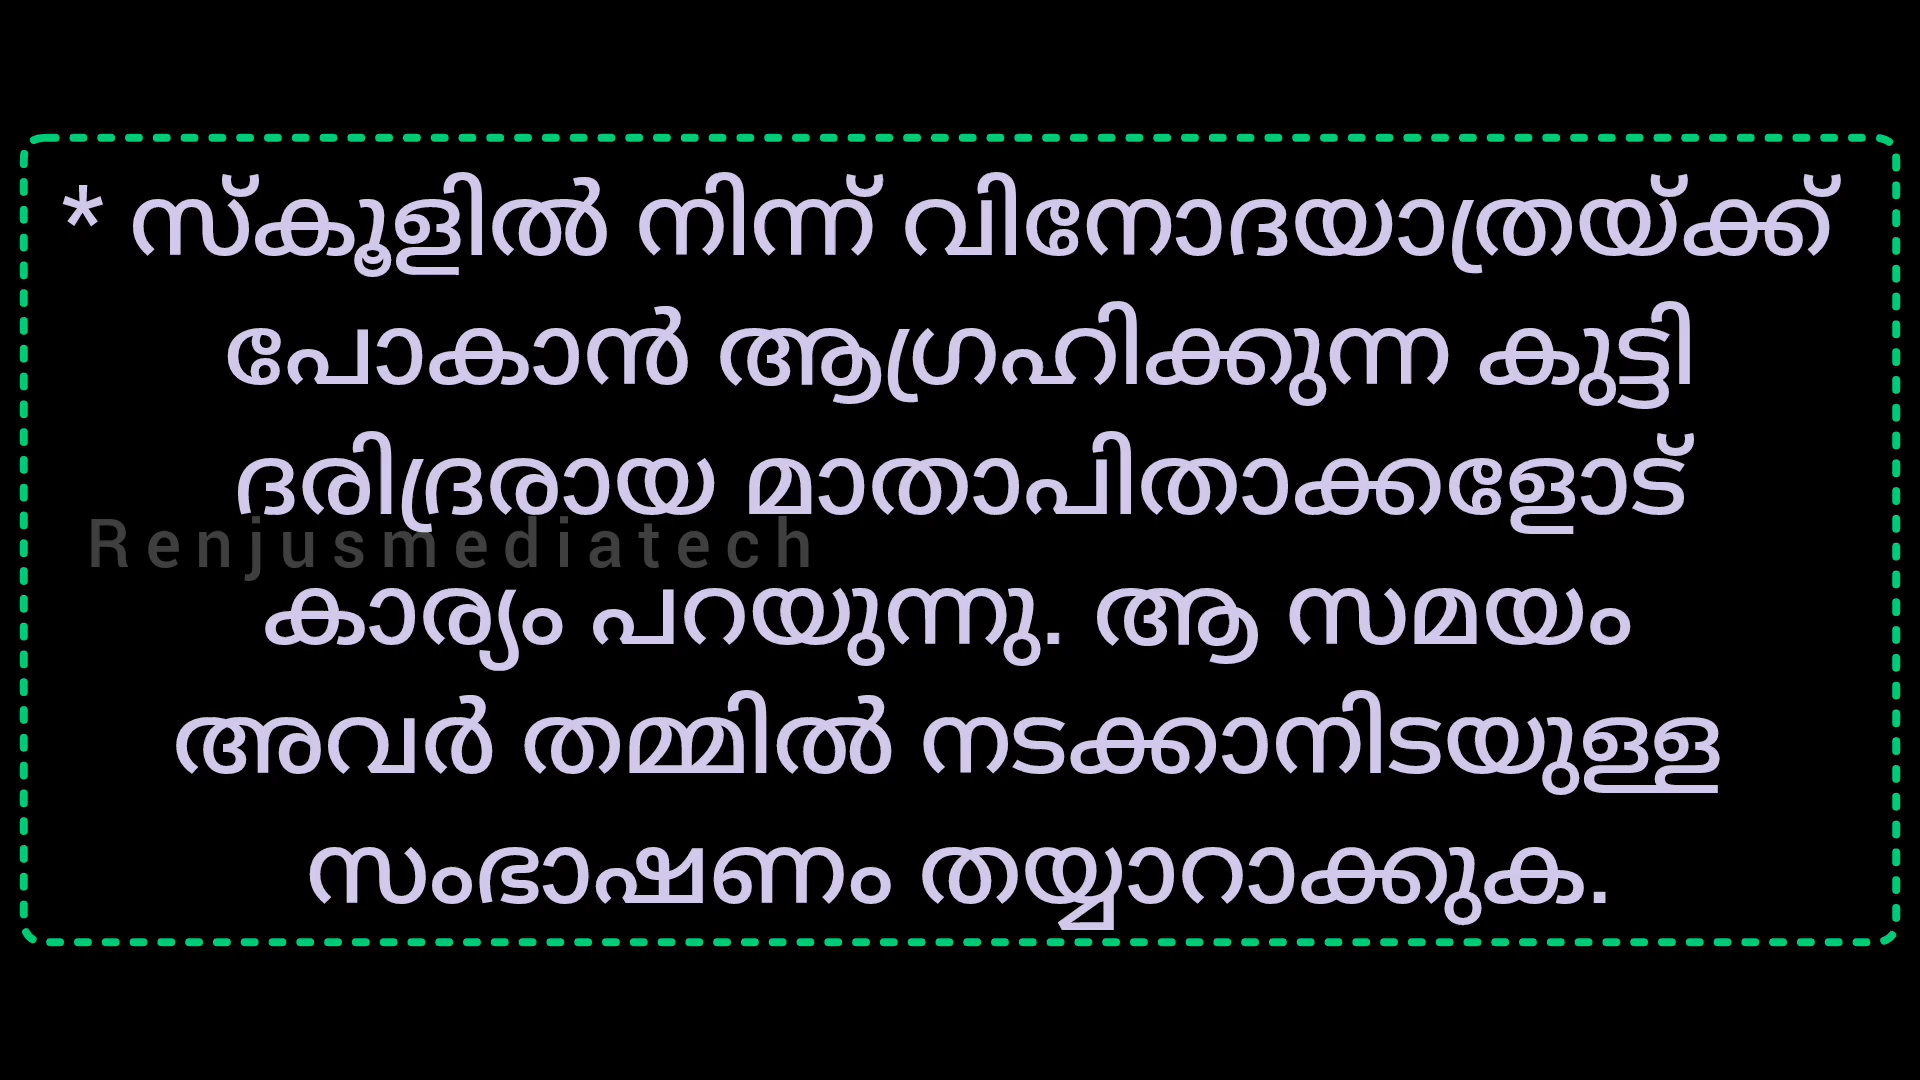 * സ്കൂളിൽ നിന്ന് വിനോദയാത്രയ്ക്ക്
പോകാൻ ആഗ്രഹിക്കുന്ന കുട്ടി
ദരിദ്രരായ മാതാപിതാക്കളോട്
Renjusmediatech
കാര്യം പറയുന്നു. ആ സമയം
അവർ തമ്മിൽ നടക്കാനിടയുള്ള
സംഭാഷണം തയ്യാറാക്കുക.